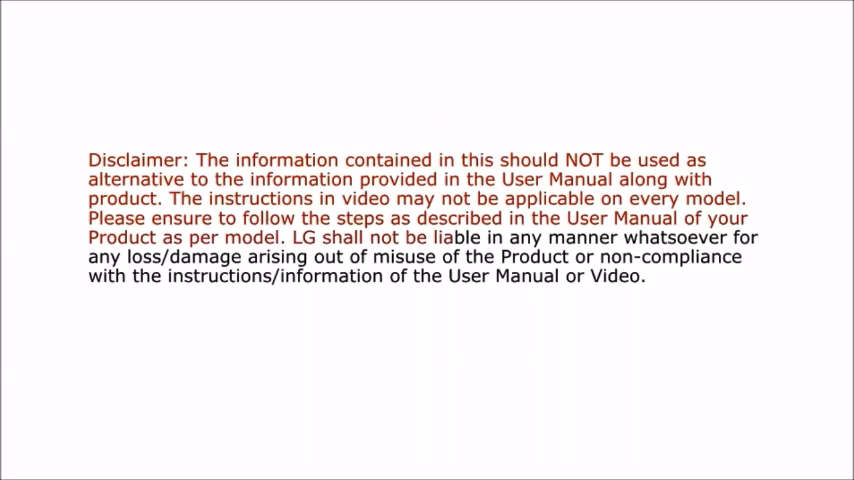 Disclaimer: The information contained in this should NOT be used as
alternative to the information provided in the User Manual along with
product. The instructions in video may not be applicable on every model.
Please ensure to follow the steps as described in the User Manual of your
Product as per model. LG shall not be liable in any manner whatsoever for
any loss/damage arising out of misuse of the Product or non-compliance
with the instructions/information of the User Manual or Video.